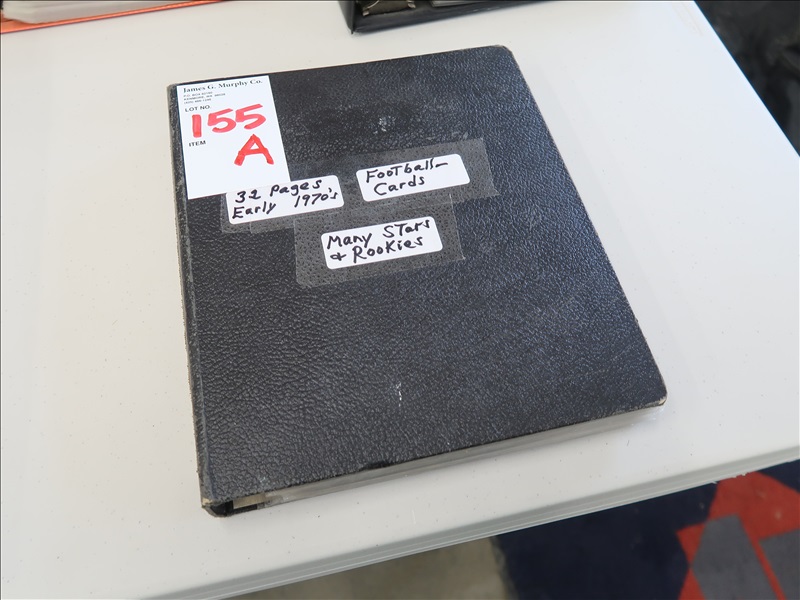 James G. Murphy Co.
LOT NO.
155
ITEM
A
32 pages
Early 1970's
Football
Cards
Many Stars
& Rookies